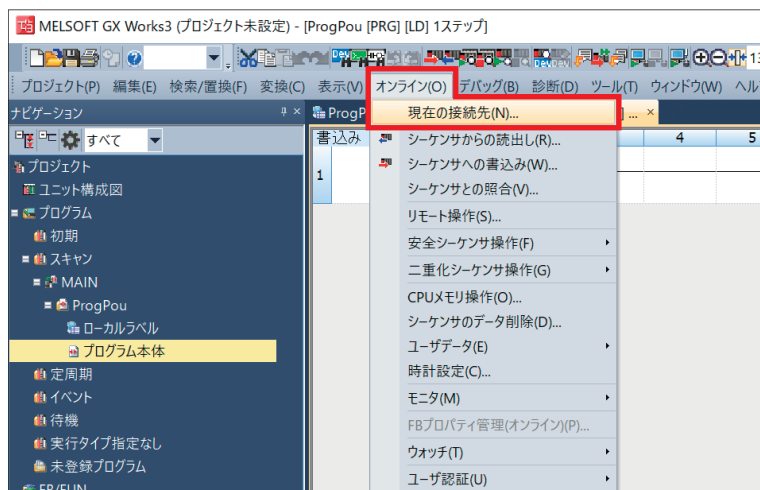 MELSOFT GX Works3 (プロジェクト未設定) - [ProgPou [PRG] [LD] 1ステップ]
プロジェクト(P) 編集(E) 検索/置換(F) 変換(C) 表示(V) オンライン(O) デバッグ(B) 診断(D) ツール(T) ウィンドウ(W) ヘル
ナビゲーション
すべて
プロジェクト
ユニット構成図
プログラム
初期
スキャン
MAIN
ProgPou
ローカルラベル
プログラム本体
定周期
イベント
待機
実行タイプ指定なし
未登録プログラム
FB/FUN
ProgP
] ...
書込み
4
5
1
現在の接続先(N)...
シーケンサからの読出し(R)...
シーケンサへの書込み(W)...
シーケンサとの照合(V)...
リモート操作(S)...
安全シーケンサ操作(F)
二重化シーケンサ操作(G)
CPUメモリ操作(O)...
シーケンサのデータ削除(D)...
ユーザデータ(E)
時計設定(C)...
モニタ(M)
FBプロパティ管理(オンライン)(P)...
ウォッチ(T)
ユーザ認証(U)